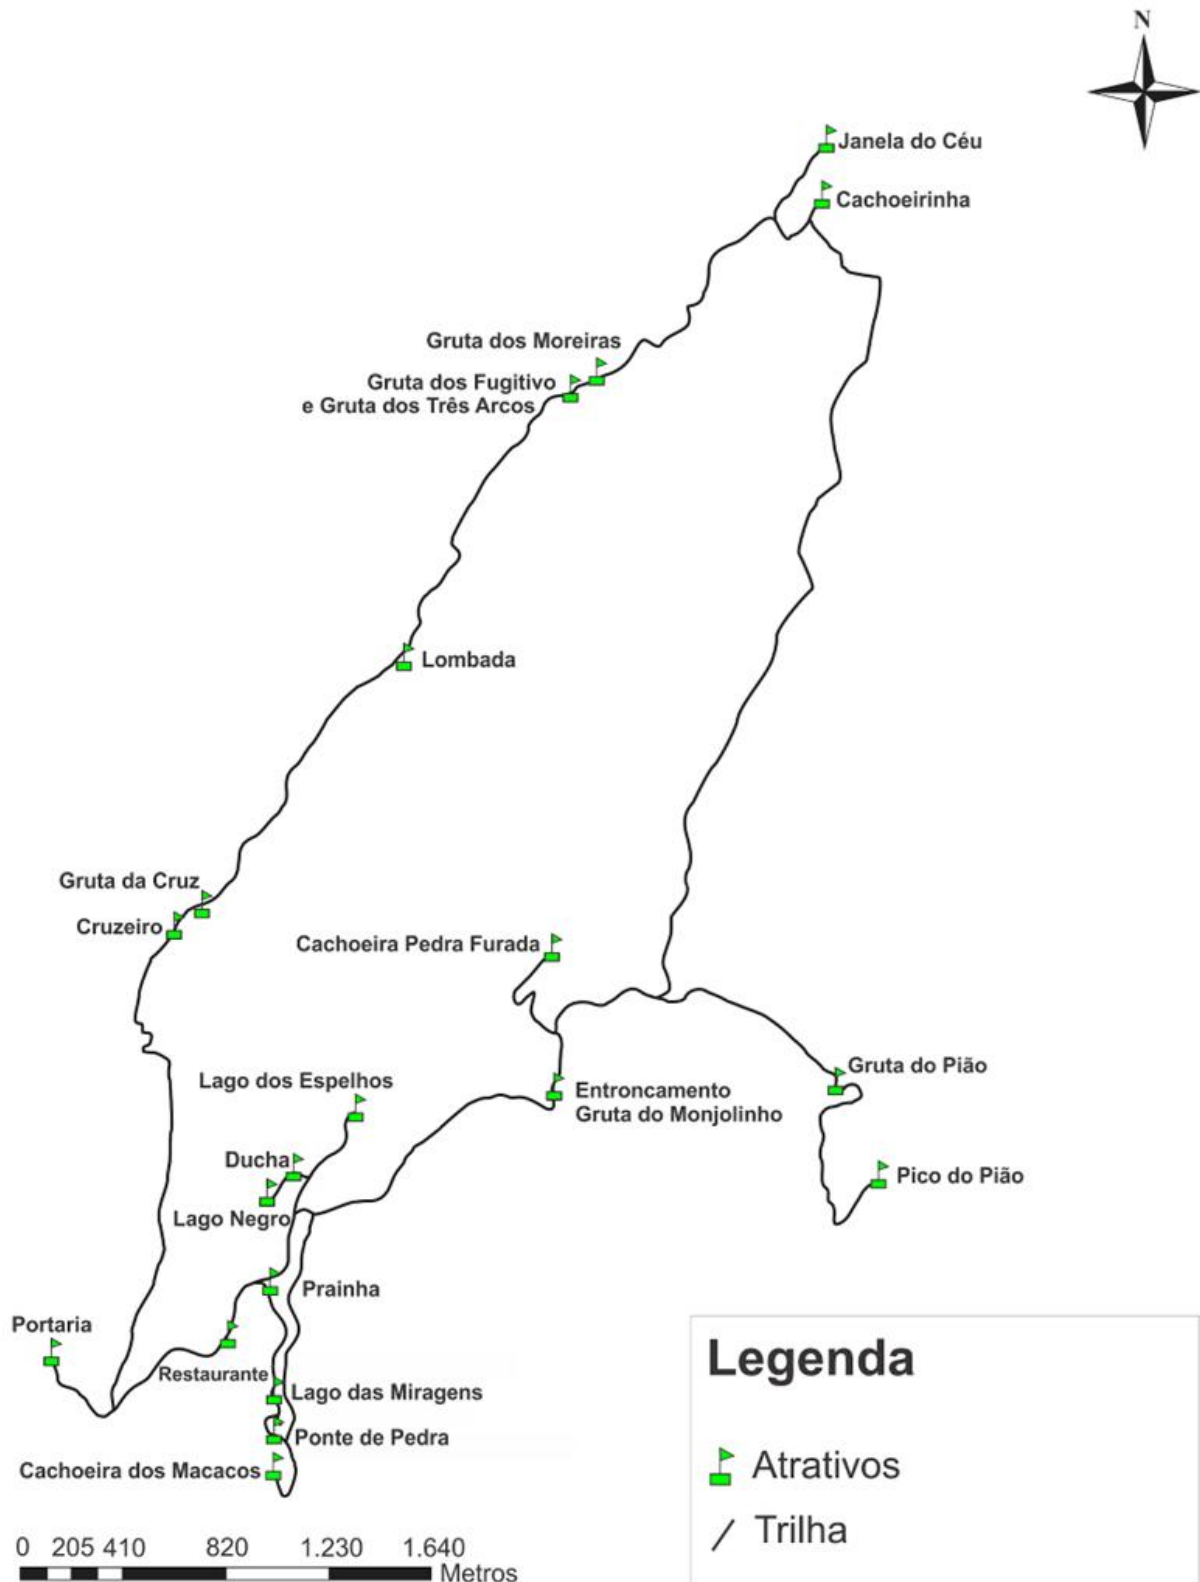 N
Janela do Céu
Cachoeirinha
Gruta dos Moreiras
Gruta dos Fugitivo
e Gruta dos Três Arcos
Lombada
Gruta da Cruz
Cruzeiro
Cachoeira Pedra Furada
Gruta do Pião
Lago dos Espelhos
Entroncamento
Gruta do Monjolinho
Ducha
Pico do Pião
Lago Negro
Prainha
Portaria
Restaurante
Lago das Miragens
Ponte de Pedra
Cachoeira dos Macacos
Legenda
Atrativos
Trilha
0 205 410 820 1.230 1.640
Metros